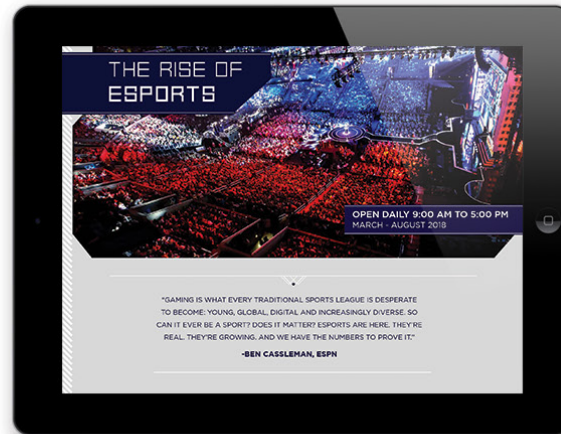 THE RISE OF
ESPORTS
OPEN DAILY 9:00 AM TO 5:00 PM
MARCH - AUGUST 2018
"GAMING IS WHAT EVERY TRADITIONAL SPORTS LEAGUE IS DESPERATE
TO BECOME: YOUNG, GLOBAL, DIGITAL AND INCREASINGLY DIVERSE. SO
CAN IT EVER BE A SPORT? DOES IT MATTER? ESPORTS ARE HERE. THEY'RE
REAL. THEY'RE GROWING. AND WE HAVE THE NUMBERS TO PROVE IT."
-BEN CASSLEMAN, ESPN